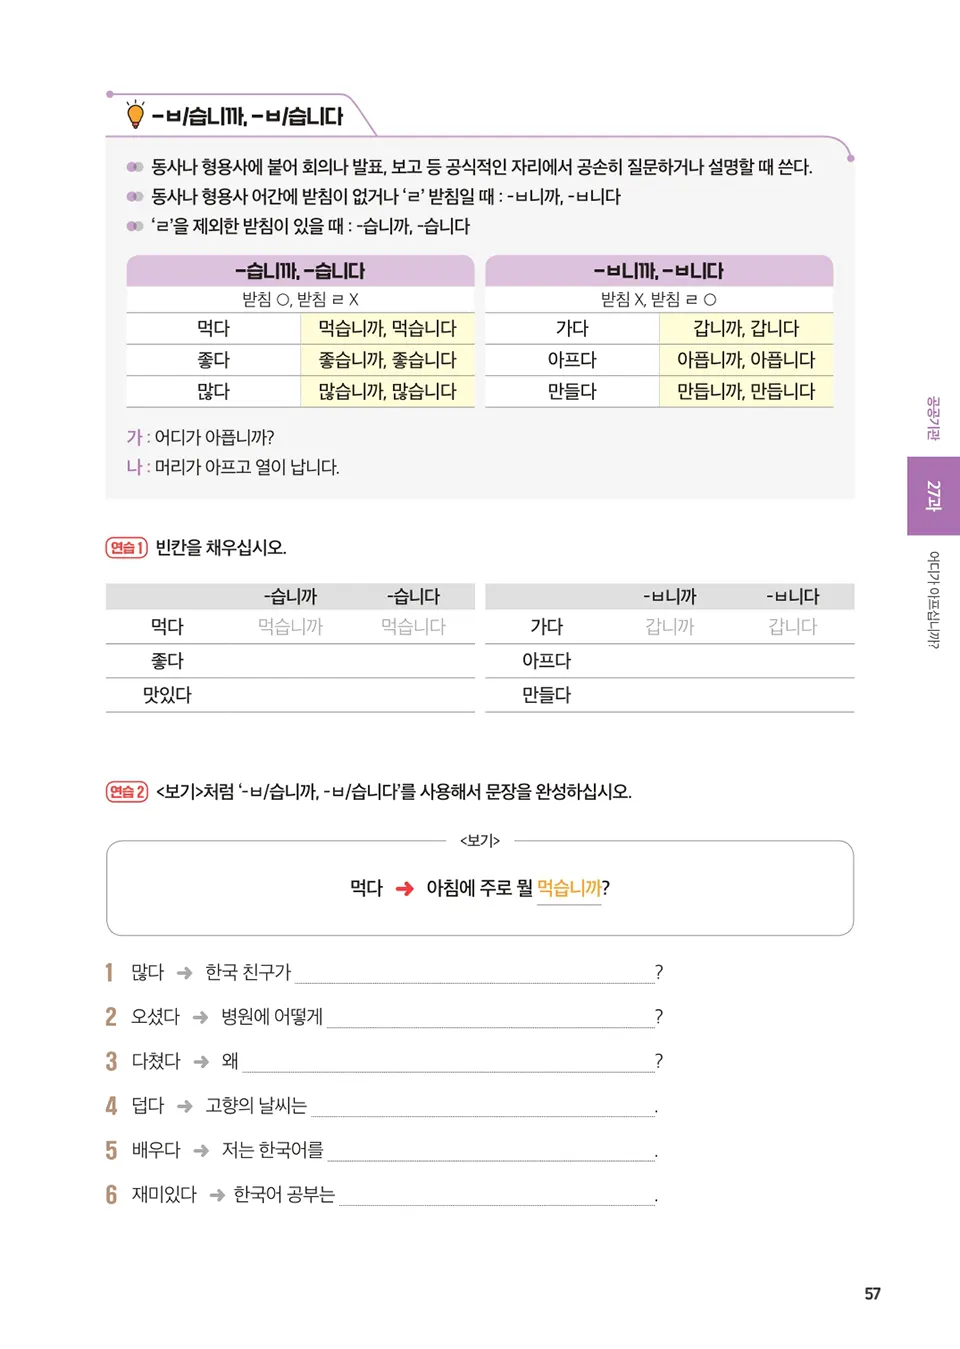 -ㅂ/습니까, -ㅂ/습니다
동사나 형용사에 붙어 회의나 발표, 보고 등 공식적인 자리에서 공손히 질문하거나 설명할 때 쓴다.
동사나 형용사 어간에 받침이 없거나 ‘ㄹ’ 받침일 때 : -ㅂ니까, -ㅂ니다
‘ㄹ’을 제외한 받침이 있을 때 : -습니까, -습니다
-습니까, -습니다
받침 O, 받침 ㄹ X
먹다 먹습니까, 먹습니다
좋다 좋습니까, 좋습니다
많다 많습니까, 많습니다
-ㅂ니까, -ㅂ니다
받침 X, 받침 ㄹ O
가다 갑니까, 갑니다
아프다 아픕니까, 아픕니다
만들다 만듭니까, 만듭니다
가 : 어디가 아픕니까?
나 : 머리가 아프고 열이 납니다.
연습 1 빈칸을 채우십시오.
-습니까 -습니다
먹다 먹습니까 먹습니다
좋다
맛있다
-ㅂ니까 -ㅂ니다
가다 갑니까 갑니다
아프다
만들다
연습 2 <보기>처럼 ‘-ㅂ/습니까, -ㅂ/습니다’를 사용해서 문장을 완성하십시오.
<보기>
먹다 ➜ 아침에 주로 뭘 먹습니까?
1 많다 ➜ 한국 친구가 ?
2 오셨다 ➜ 병원에 어떻게 ?
3 다쳤다 ➜ 왜 ?
4 덥다 ➜ 고향의 날씨는 .
5 배우다 ➜ 저는 한국어를 .
6 재미있다 ➜ 한국어 공부는 .
공공기관
27과
어디가 아프십니까?
57